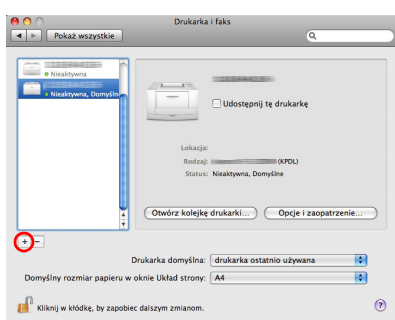 Drukarka i faks
Pokaż wszystkie
Nieaktywna
Nieaktywna, Domyśln
Udostępnij tę drukarkę
Lokacja:
Rodzaj: (KPDL)
Status: Nieaktywna, Domyślne
Otwórz kolejkę drukarki... Opcje i zaopatrzenie...
+ −
Drukarka domyślna: drukarka ostatnio używana
Domyślny rozmiar papieru w oknie Układ strony: A4
Kliknij w kłódkę, by zapobiec dalszym zmianom. ?